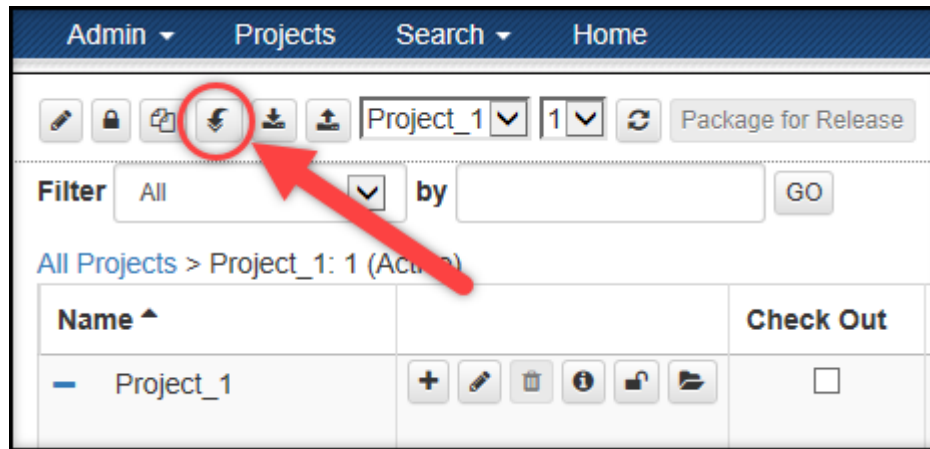 Admin Projects Search Home
Project_1 1 Package for Release
Filter All by GO
All Projects > Project_1: 1 (Active)
Name Check Out
Project_1